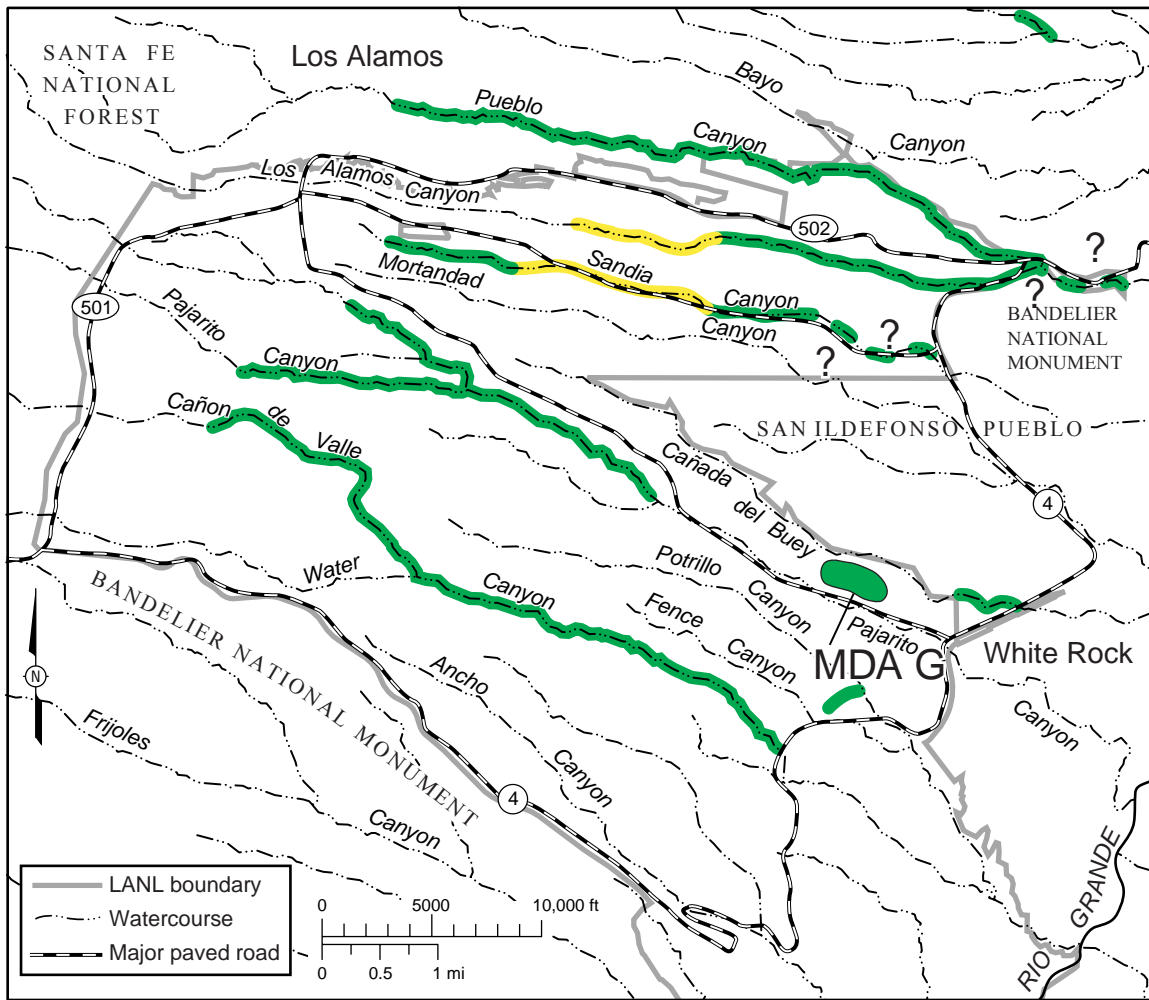 SANTA FE
NATIONAL
FOREST
Los Alamos
Bayo
Canyon
Pueblo
Canyon
Los Alamos Canyon
502
?
?
BANDELIER
NATIONAL
MONUMENT
Sandia
Canyon
Mortandad
Canyon
?
?
501
Pajarito
Canyon
Cañon de Valle
SAN ILDEFONSO PUEBLO
Cañada del Buey
4
Water
Canyon
Potrillo
Canyon
Fence
Canyon
Pajarito
MDA G
White Rock
Canyon
BANDELIER NATIONAL MONUMENT
N
Ancho
Canyon
Frijoles
Canyon
4
RIO GRANDE
LANL boundary
Watercourse
Major paved road
0 5000 10,000 ft
0 0.5 1 mi